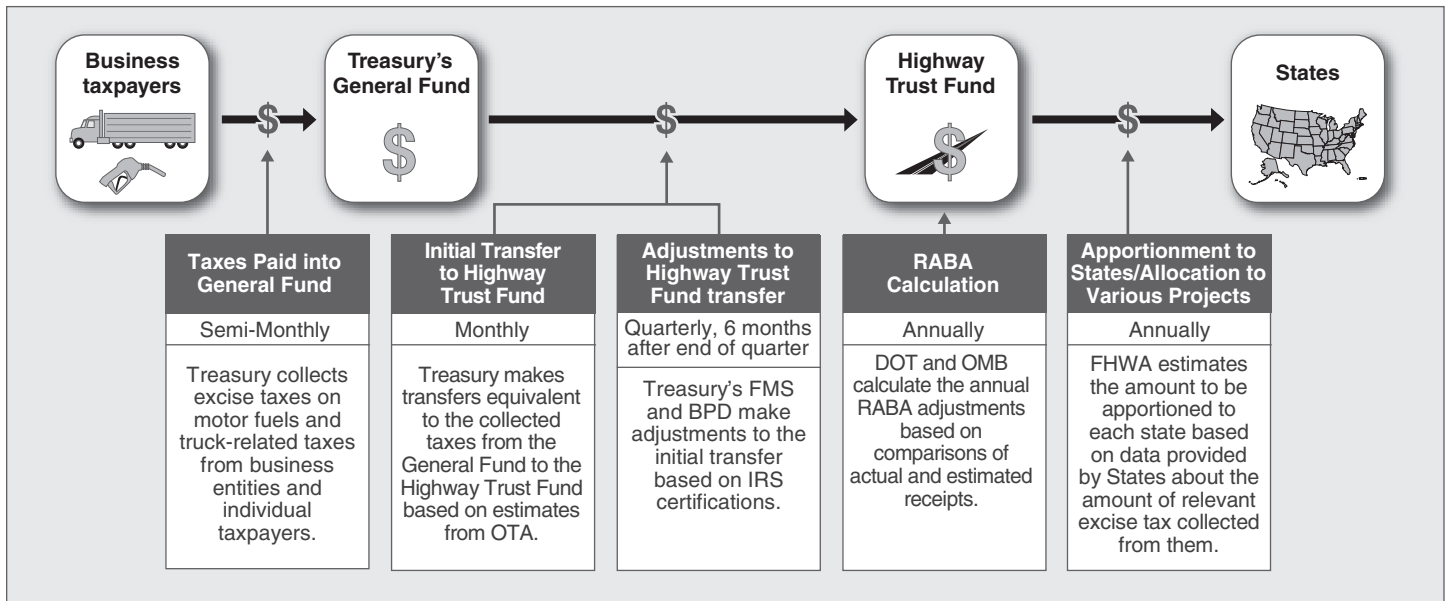 Business
taxpayers
$
Treasury's
General Fund
$
$
Highway
Trust Fund
$
$
States
Taxes Paid into
General Fund
Semi-Monthly
Treasury collects
excise taxes on
motor fuels and
truck-related taxes
from business
entities and
individual
taxpayers.
Initial Transfer
to Highway
Trust Fund
Monthly
Treasury makes
transfers equivalent
to the collected
taxes from the
General Fund to the
Highway Trust Fund
based on estimates
from OTA.
Adjustments to
Highway Trust
Fund transfer
Quarterly, 6 months
after end of quarter
Treasury's FMS
and BPD make
adjustments to the
initial transfer
based on IRS
certifications.
RABA
Calculation
Annually
DOT and OMB
calculate the annual
RABA adjustments
based on
comparisons of
actual and estimated
receipts.
Apportionment to
States/Allocation to
Various Projects
Annually
FHWA estimates
the amount to be
apportioned to
each state based
on data provided
by States about the
amount of relevant
excise tax collected
from them.